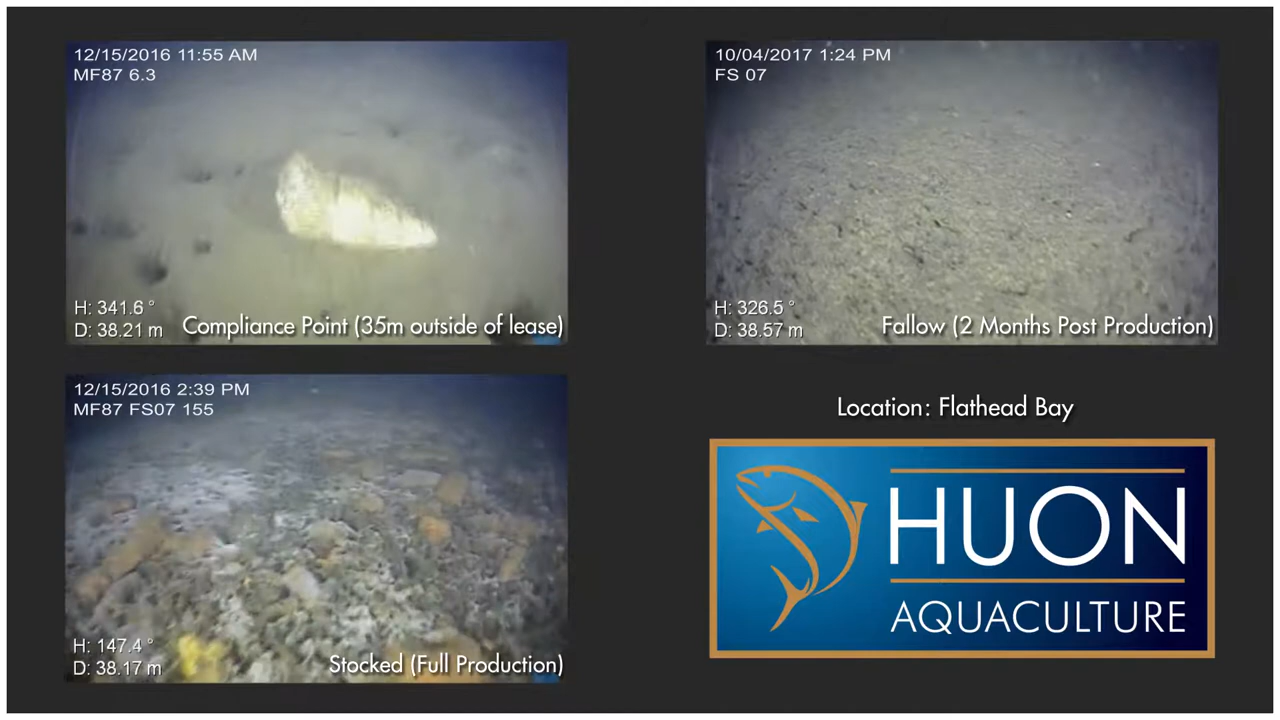 12/15/2016 11:55 AM
MF87 6.3
H: 341.6 °
D: 38.21 m
Compliance Point (35m outside of lease)
10/04/2017 1:24 PM
FS 07
H: 326.5 °
D: 38.57 m
Fallow (2 Months Post Production)
12/15/2016 2:39 PM
MF87 FS07 155
H: 147.4 °
D: 38.17 m
Stocked (Full Production)
Location: Flathead Bay
HUON
AQUACULTURE